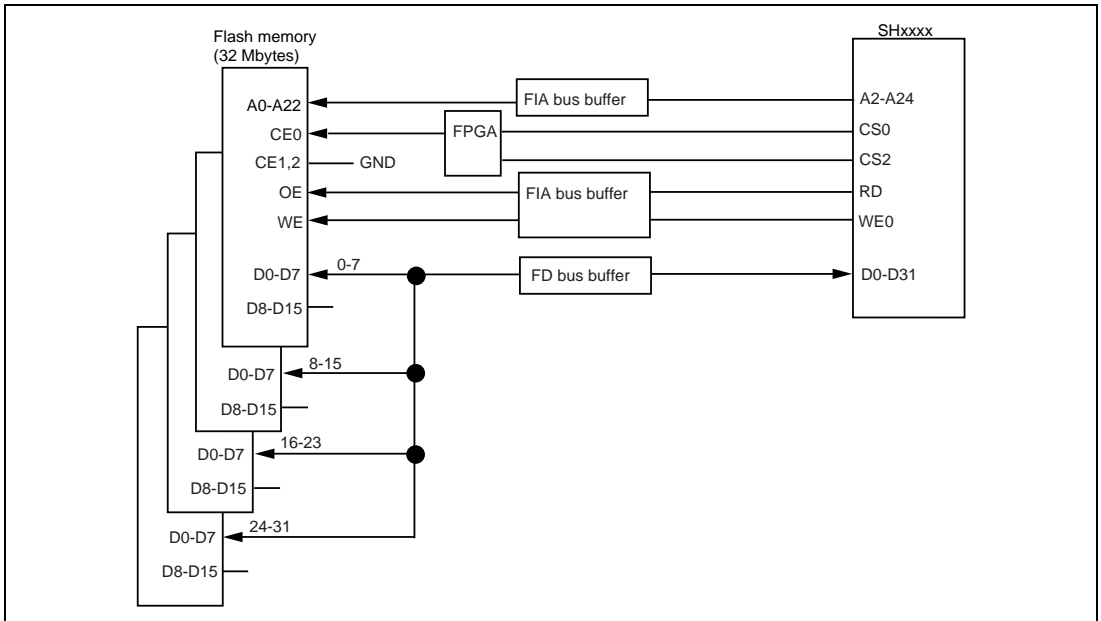 Flash memory
(32 Mbytes)
SHxxxx
A0-A22
FIA bus buffer
A2-A24
CE0
FPGA
CS0
CE1,2
GND
CS2
OE
FIA bus buffer
RD
WE
WE0
D0-D7
0-7
FD bus buffer
D0-D31
D8-D15
D0-D7
8-15
D8-D15
D0-D7
16-23
D8-D15
D0-D7
24-31
D8-D15